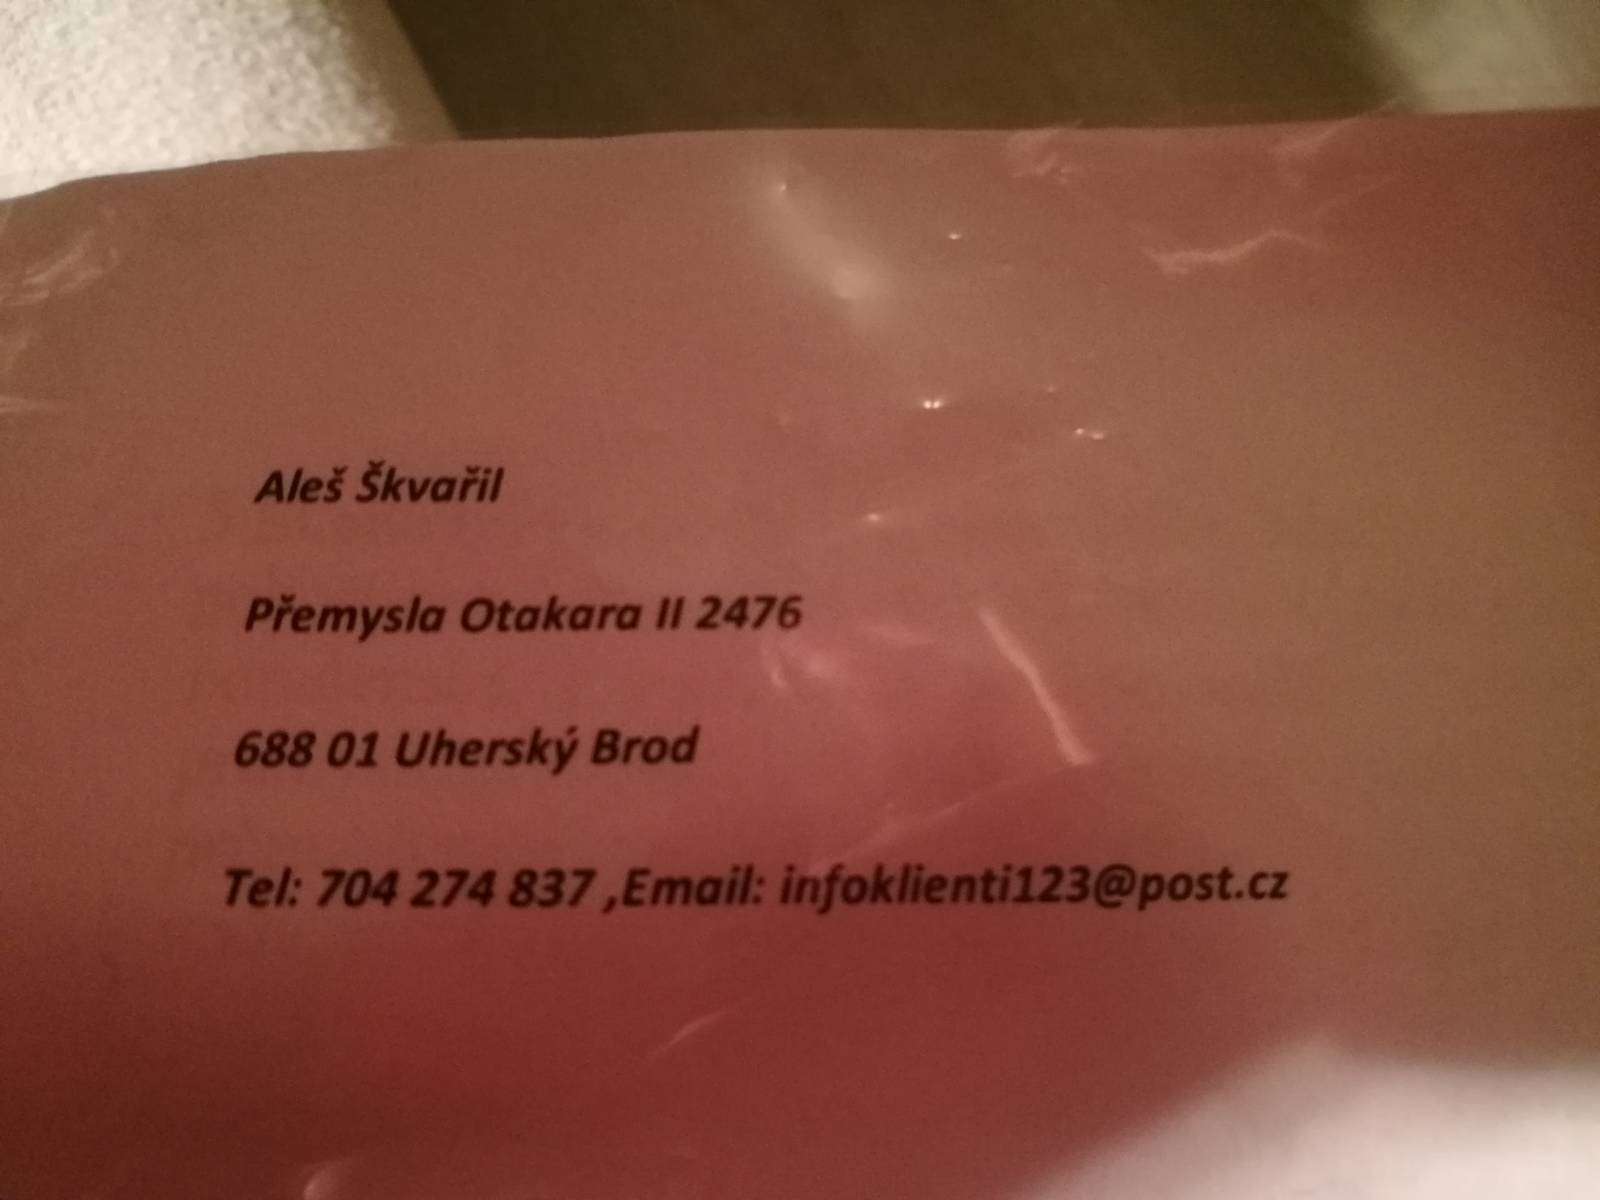 Aleš Škvařil
Přemysla Otakara II 2476
688 01 Uherský Brod
Tel: 704 274 837 ,Email: infoklienti123@post.cz